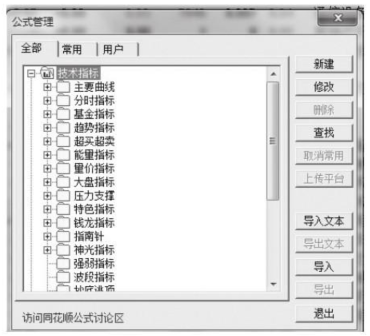 公式管理
全部
常用
用户
技术指标
主要曲线
分时指标
基金指标
趋势指标
超买超卖
能量指标
量价指标
大盘指标
压力支撑
特色指标
钱龙指标
指南针
神光指标
强弱指标
波段指标
抄底逃顶
新建
修改
删除
查找
取消常用
上传平台
导入文本
导出文本
导入
导出
退出
访问同花顺公式讨论区